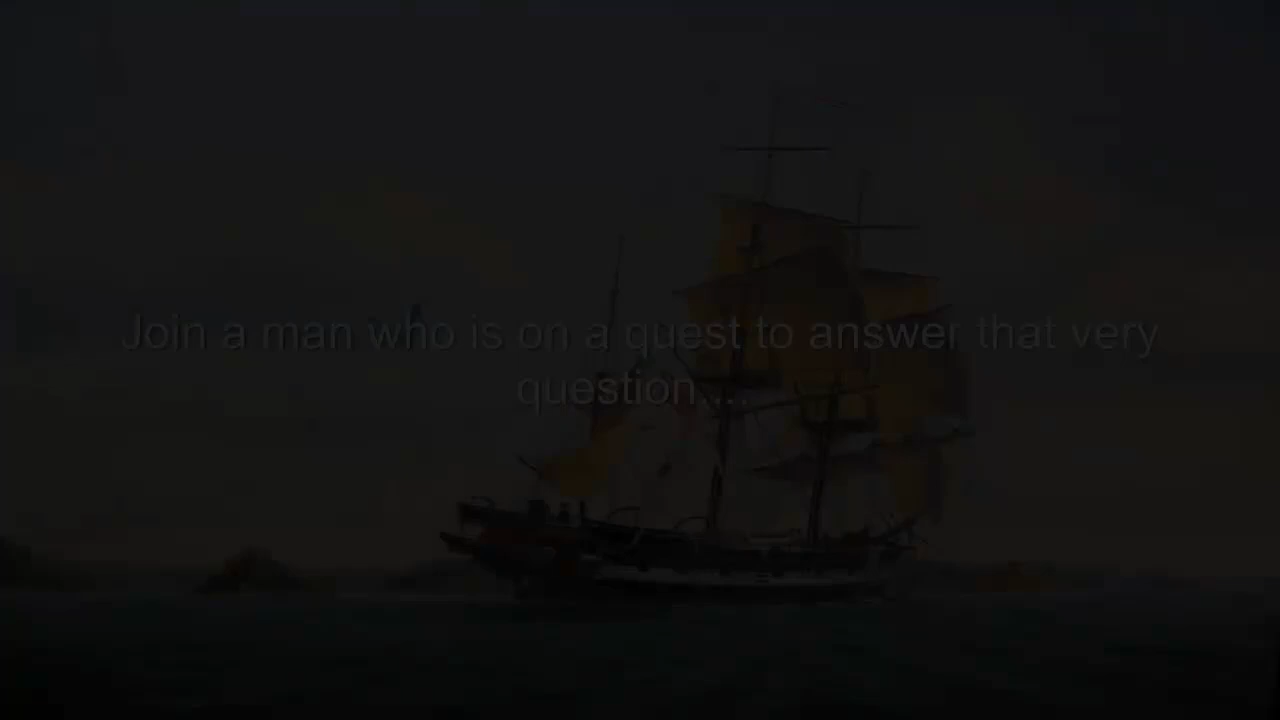 Join a man who is on a quest to answer that very
question....